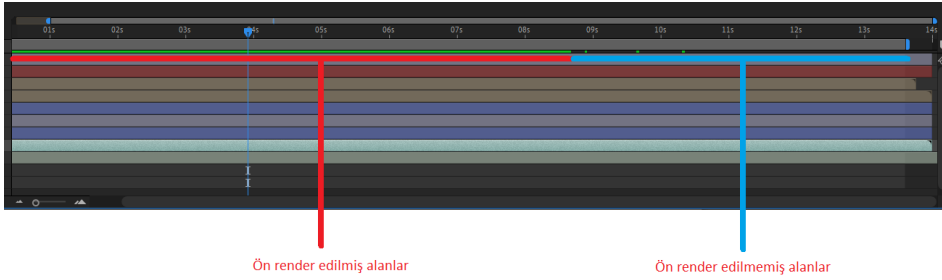 01s 02s 03s 04s 05s 06s 07s 08s 09s 10s 11s 12s 13s 14s
Ön render edilmiş alanlar
Ön render edilmemiş alanlar